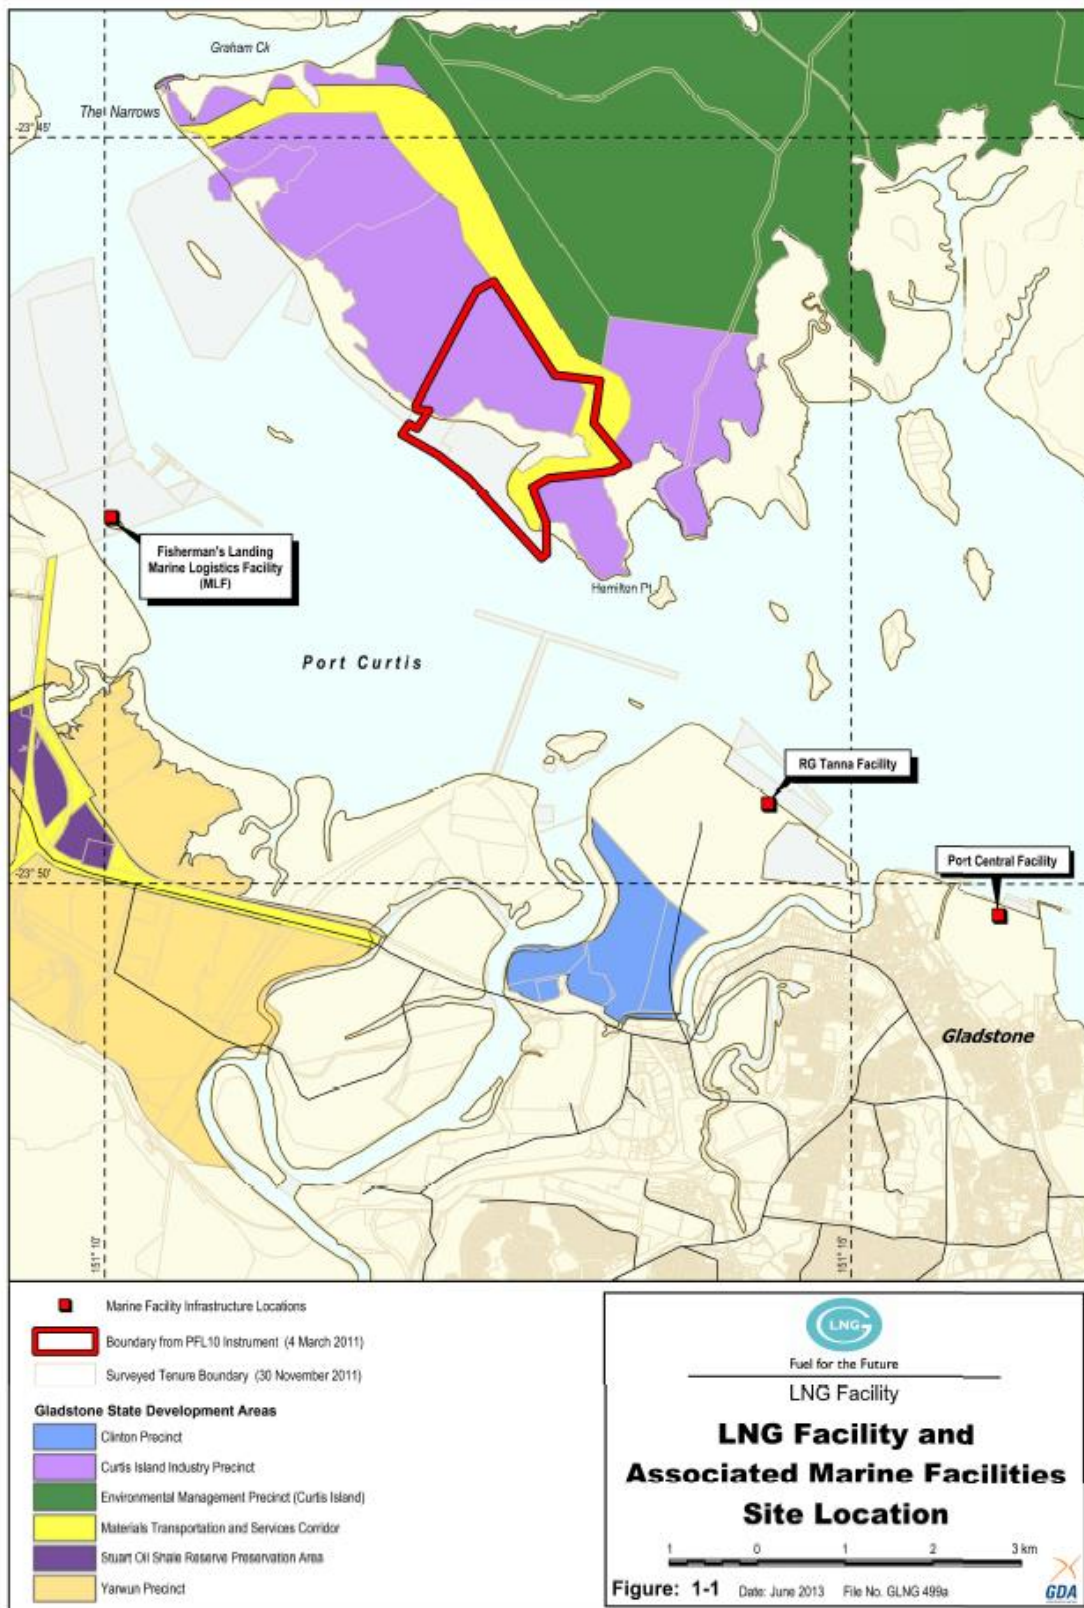 Graham Ck
The Narrows
-23° 45'
Fisherman's Landing
Marine Logistics Facility
(MLF)
Hamilton Pt
Port Curtis
RG Tanna Facility
Port Central Facility
-23° 50'
Gladstone
151° 10'
151° 15'
Marine Facility Infrastructure Locations
Boundary from PFL10 Instrument (4 March 2011)
Surveyed Tenure Boundary (30 November 2011)
Gladstone State Development Areas
Clinton Precinct
Curtis Island Industry Precinct
Environmental Management Precinct (Curtis Island)
Materials Transportation and Services Corridor
Stuart Oil Shale Reserve Preservation Area
Yarwun Precinct
LNG
Fuel for the Future
LNG Facility
LNG Facility and
Associated Marine Facilities
Site Location
1 0 1 2 3 km
Figure: 1-1 Date: June 2013 File No. GLNG 499a
GDA